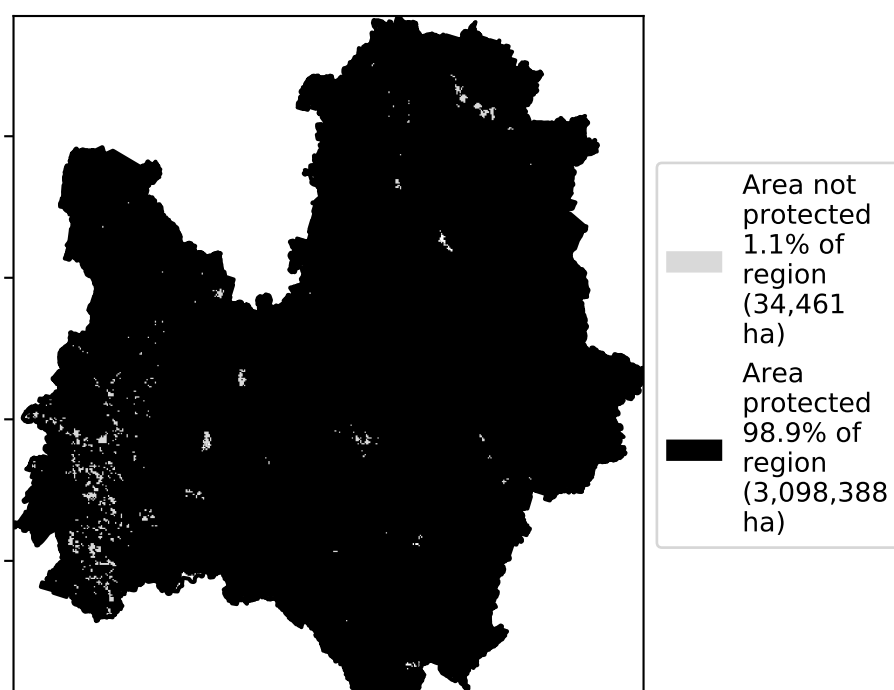 Area not
protected
1.1% of
region
(34,461
ha)
Area
protected
98.9% of
region
(3,098,388
ha)